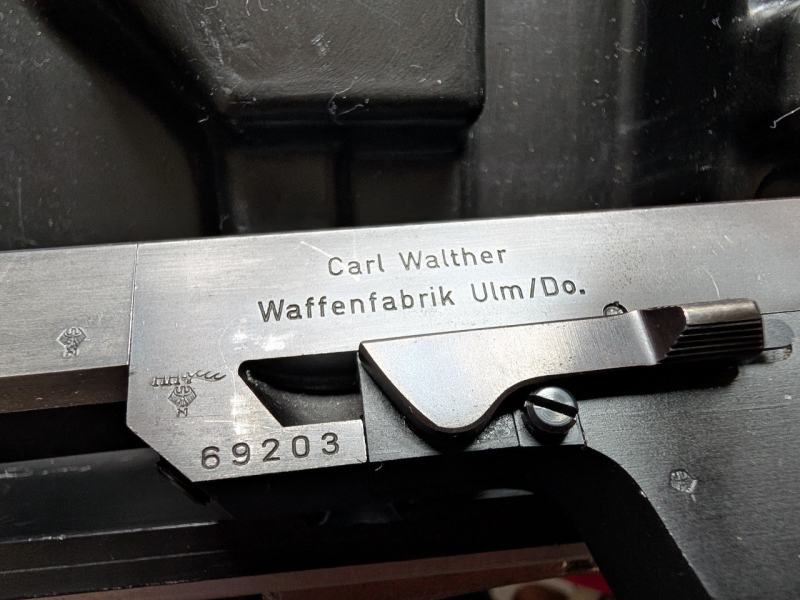 Carl Walther
Waffenfabrik Ulm/Do.
69203